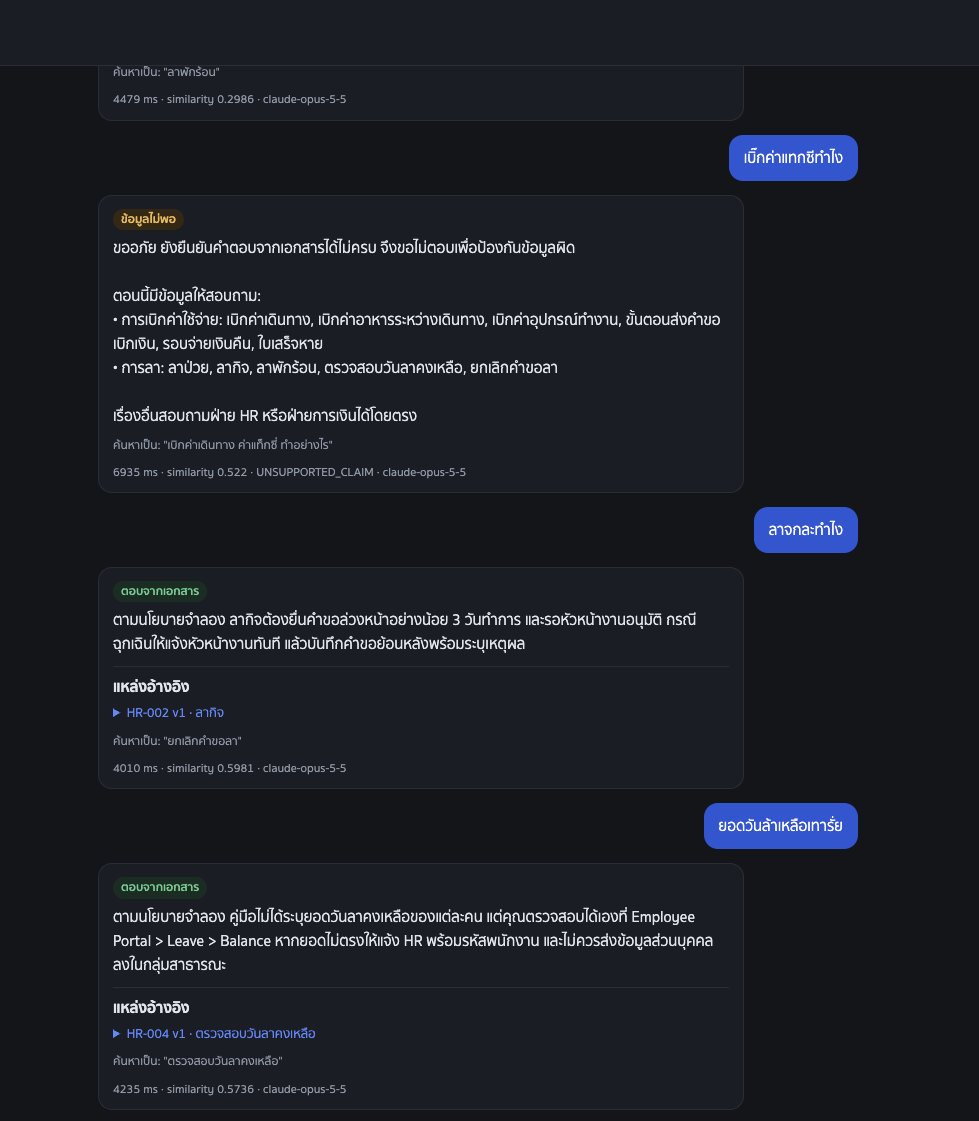 ค้นหาเป็น: "ลาพักร้อน"
4479 ms · similarity 0.2986 · claude-opus-5-5
เบิ๊กค่าแทกซีทำไง
ข้อมูลไม่พอ
ขออภัย ยังยืนยันคำตอบจากเอกสารได้ไม่ครบ จึงขอไม่ตอบเพื่อป้องกันข้อมูลผิด
ตอนนี้มีข้อมูลให้สอบถาม:
• การเบิกค่าใช้จ่าย: เบิกค่าเดินทาง, เบิกค่าอาหารระหว่างเดินทาง, เบิกค่าอุปกรณ์ทำงาน, ขั้นตอนส่งคำขอ
เบิกเงิน, รอบจ่ายเงินคืน, ใบเสร็จหาย
• การลา: ลาป่วย, ลากิจ, ลาพักร้อน, ตรวจสอบวันลาคงเหลือ, ยกเลิกคำขอลา
เรื่องอื่นสอบถามฝ่าย HR หรือฝ่ายการเงินได้โดยตรง
ค้นหาเป็น: "เบิกค่าเดินทาง ค่าแท็กซี่ ทำอย่างไร"
6935 ms · similarity 0.522 · UNSUPPORTED_CLAIM · claude-opus-5-5
ลาจกละทำไง
ตอบจากเอกสาร
ตามนโยบายจำลอง ลากิจต้องยื่นคำขอล่วงหน้าอย่างน้อย 3 วันทำการ และรอหัวหน้างานอนุมัติ กรณี
ฉุกเฉินให้แจ้งหัวหน้างานทันที แล้วบันทึกคำขอย้อนหลังพร้อมระบุเหตุผล
แหล่งอ้างอิง
▶ HR-002 v1 · ลากิจ
ค้นหาเป็น: "ยกเลิกคำขอลา"
4010 ms · similarity 0.5981 · claude-opus-5-5
ยอดวันล้าเหลือเทารั่ย
ตอบจากเอกสาร
ตามนโยบายจำลอง คู่มือไม่ได้ระบุยอดวันลาคงเหลือของแต่ละคน แต่คุณตรวจสอบได้เองที่ Employee
Portal > Leave > Balance หากยอดไม่ตรงให้แจ้ง HR พร้อมรหัสพนักงาน และไม่ควรส่งข้อมูลส่วนบุคคล
ลงในกลุ่มสาธารณะ
แหล่งอ้างอิง
▶ HR-004 v1 · ตรวจสอบวันลาคงเหลือ
ค้นหาเป็น: "ตรวจสอบวันลาคงเหลือ"
4235 ms · similarity 0.5736 · claude-opus-5-5